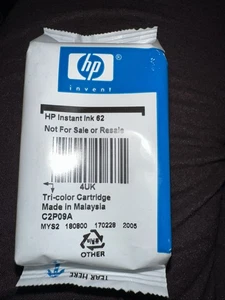 hp
invent
HP Instant Ink 62
Not For Sale or Resale
4UK
Tri-color Cartridge
Made in Malaysia
C2P09A
MYS2 180800 170228 2005
OTHER
TEAR HERE